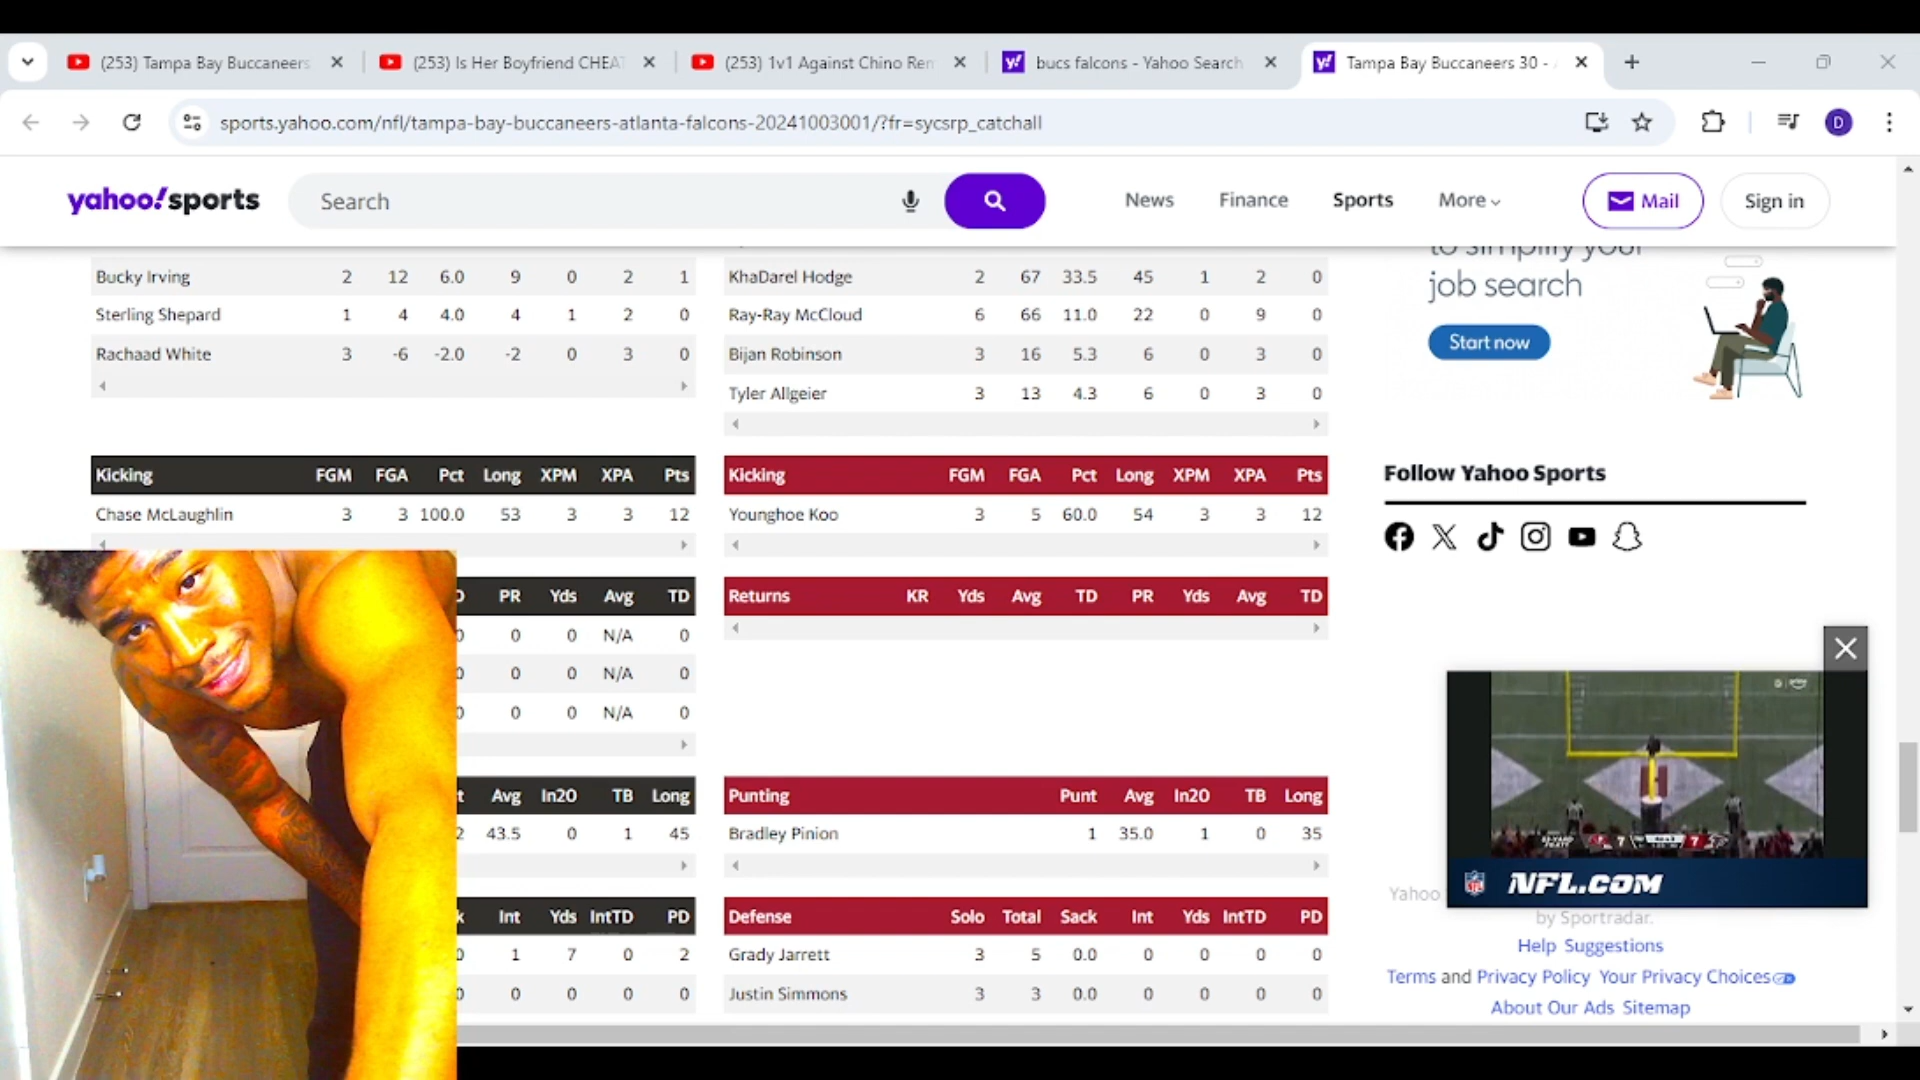 (253) Tampa Bay Buccaneers
(253) Is Her Boyfriend CHEAT
(253) 1v1 Against Chino Ren
bucs falcons - Yahoo Search
Tampa Bay Buccaneers 30 -
sports.yahoo.com/nfl/tampa-bay-buccaneers-atlanta-falcons-20241003001/?fr=sycsrp_catchall
D
yahoo!sports
Search
News
Finance
Sports
More
Mail
Sign in
Bucky Irving 2 12 6.0 9 0 2 1
Sterling Shepard 1 4 4.0 4 1 2 0
Rachaad White 3 -6 -2.0 -2 0 3 0
KhaDarel Hodge 2 67 33.5 45 1 2 0
Ray-Ray McCloud 6 66 11.0 22 0 9 0
Bijan Robinson 3 16 5.3 6 0 3 0
Tyler Allgeier 3 13 4.3 6 0 3 0
to simplify your
job search
Start now
Kicking FGM FGA Pct Long XPM XPA Pts
Chase McLaughlin 3 3 100.0 53 3 3 12
Kicking FGM FGA Pct Long XPM XPA Pts
Younghoe Koo 3 5 60.0 54 3 3 12
Follow Yahoo Sports
PR Yds Avg TD
0 0 N/A 0
0 0 N/A 0
0 0 N/A 0
Returns KR Yds Avg TD PR Yds Avg TD
Avg In20 TB Long
2 43.5 0 1 45
Punting Punt Avg In20 TB Long
Bradley Pinion 1 35.0 1 0 35
Int Yds IntTD PD
0 1 7 0 2
0 0 0 0 0
Defense Solo Total Sack Int Yds IntTD PD
Grady Jarrett 3 5 0.0 0 0 0 0
Justin Simmons 3 3 0.0 0 0 0 0
7
7
NFL.COM
Yahoo
by Sportradar.
Help Suggestions
Terms and Privacy Policy Your Privacy Choices
About Our Ads Sitemap